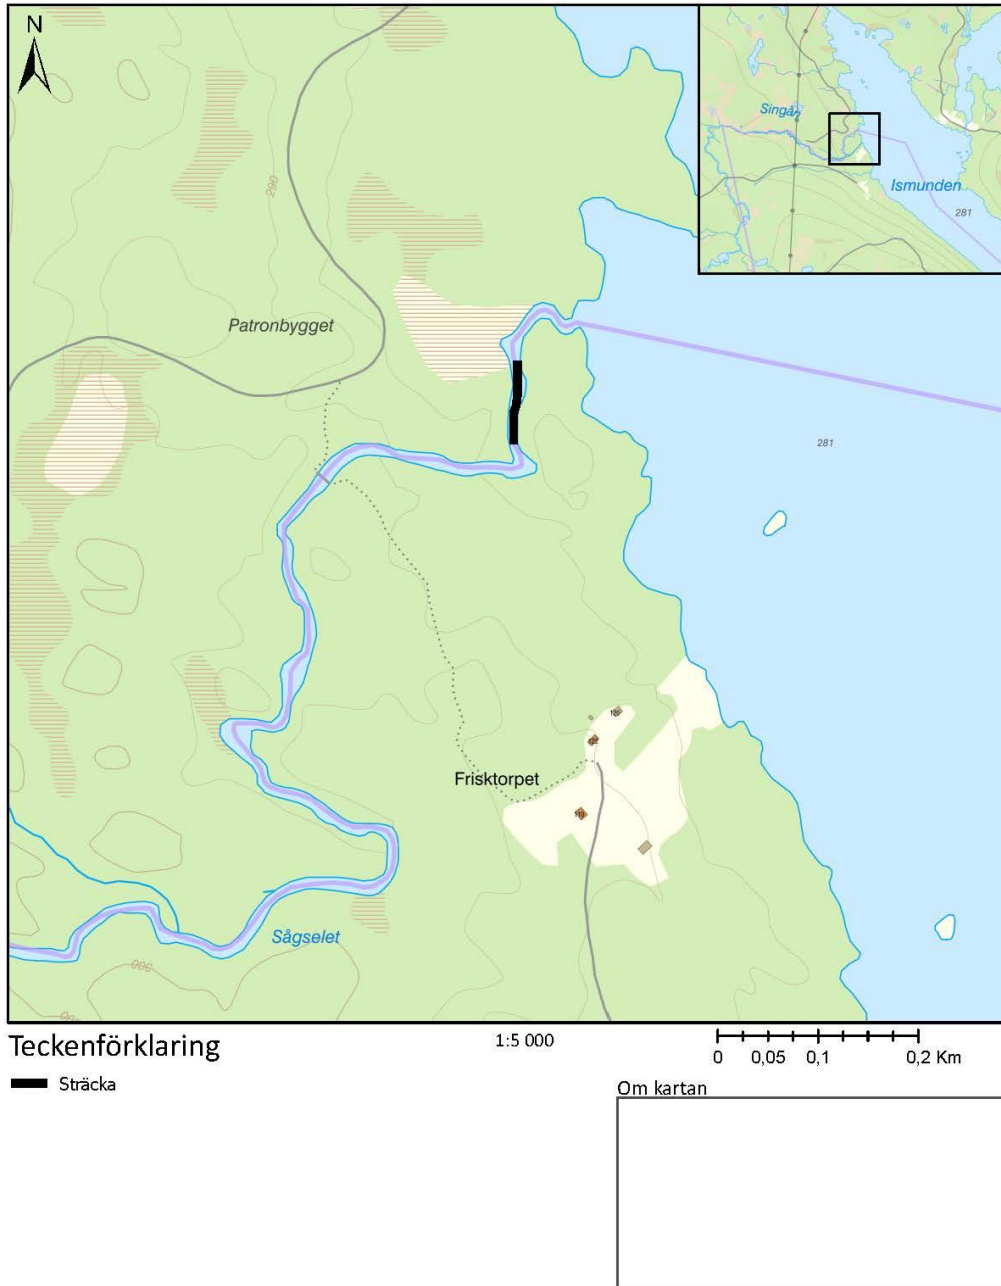 N
Singån
Ismunden
281
290
Patronbygget
281
Frisktorpet
Sågselet
300
Teckenförklaring
1:5 000
0 0,05 0,1 0,2 Km
Sträcka
Om kartan